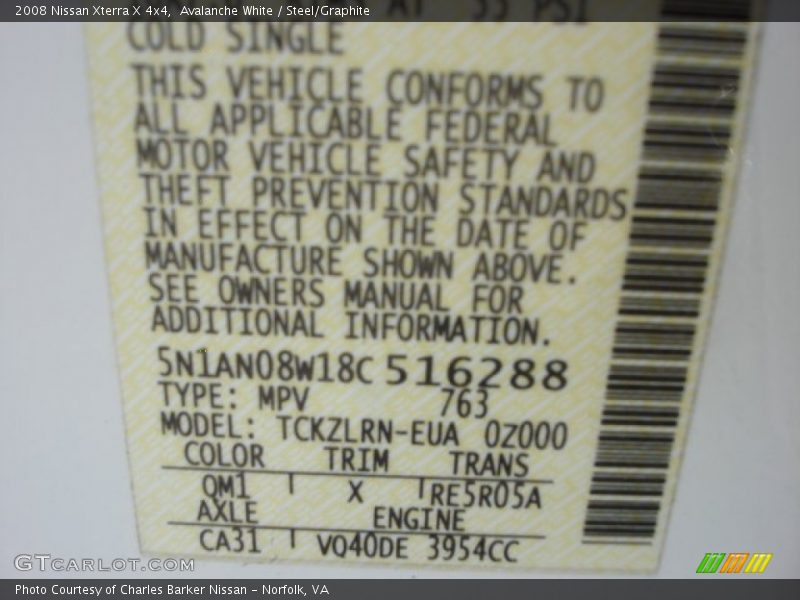 2008 Nissan Xterra X 4x4, Avalanche White / Steel/Graphite
AT 35 PSI
COLD SINGLE
THIS VEHICLE CONFORMS TO
ALL APPLICABLE FEDERAL
MOTOR VEHICLE SAFETY AND
THEFT PREVENTION STANDARDS
IN EFFECT ON THE DATE OF
MANUFACTURE SHOWN ABOVE.
SEE OWNERS MANUAL FOR
ADDITIONAL INFORMATION.
5N1AN08W18C516288
TYPE: MPV 763
MODEL: TCKZLRN-EUA 0Z000
COLOR TRIM TRANS
QM1 X RE5R05A
AXLE ENGINE
CA31 VQ40DE 3954CC
GTCARLOT.COM
Photo Courtesy of Charles Barker Nissan - Norfolk, VA